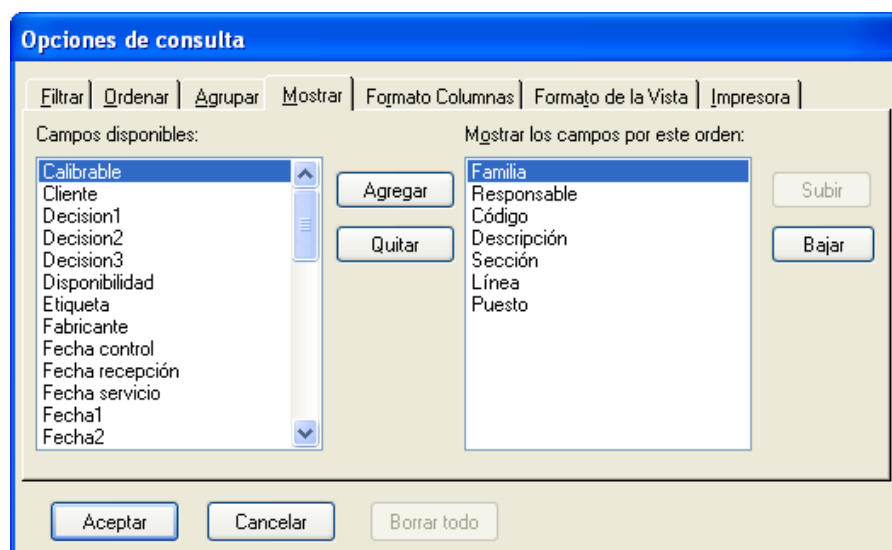 Opciones de consulta
Filtrar Ordenar Agrupar Mostrar Formato Columnas Formato de la Vista Impresora
Campos disponibles:
Calibrable
Cliente
Decision1
Decision2
Decision3
Disponibilidad
Etiqueta
Fabricante
Fecha control
Fecha recepción
Fecha servicio
Fecha1
Fecha2
Agregar
Quitar
Mostrar los campos por este orden:
Familia
Responsable
Código
Descripción
Sección
Línea
Puesto
Subir
Bajar
Aceptar Cancelar Borrar todo